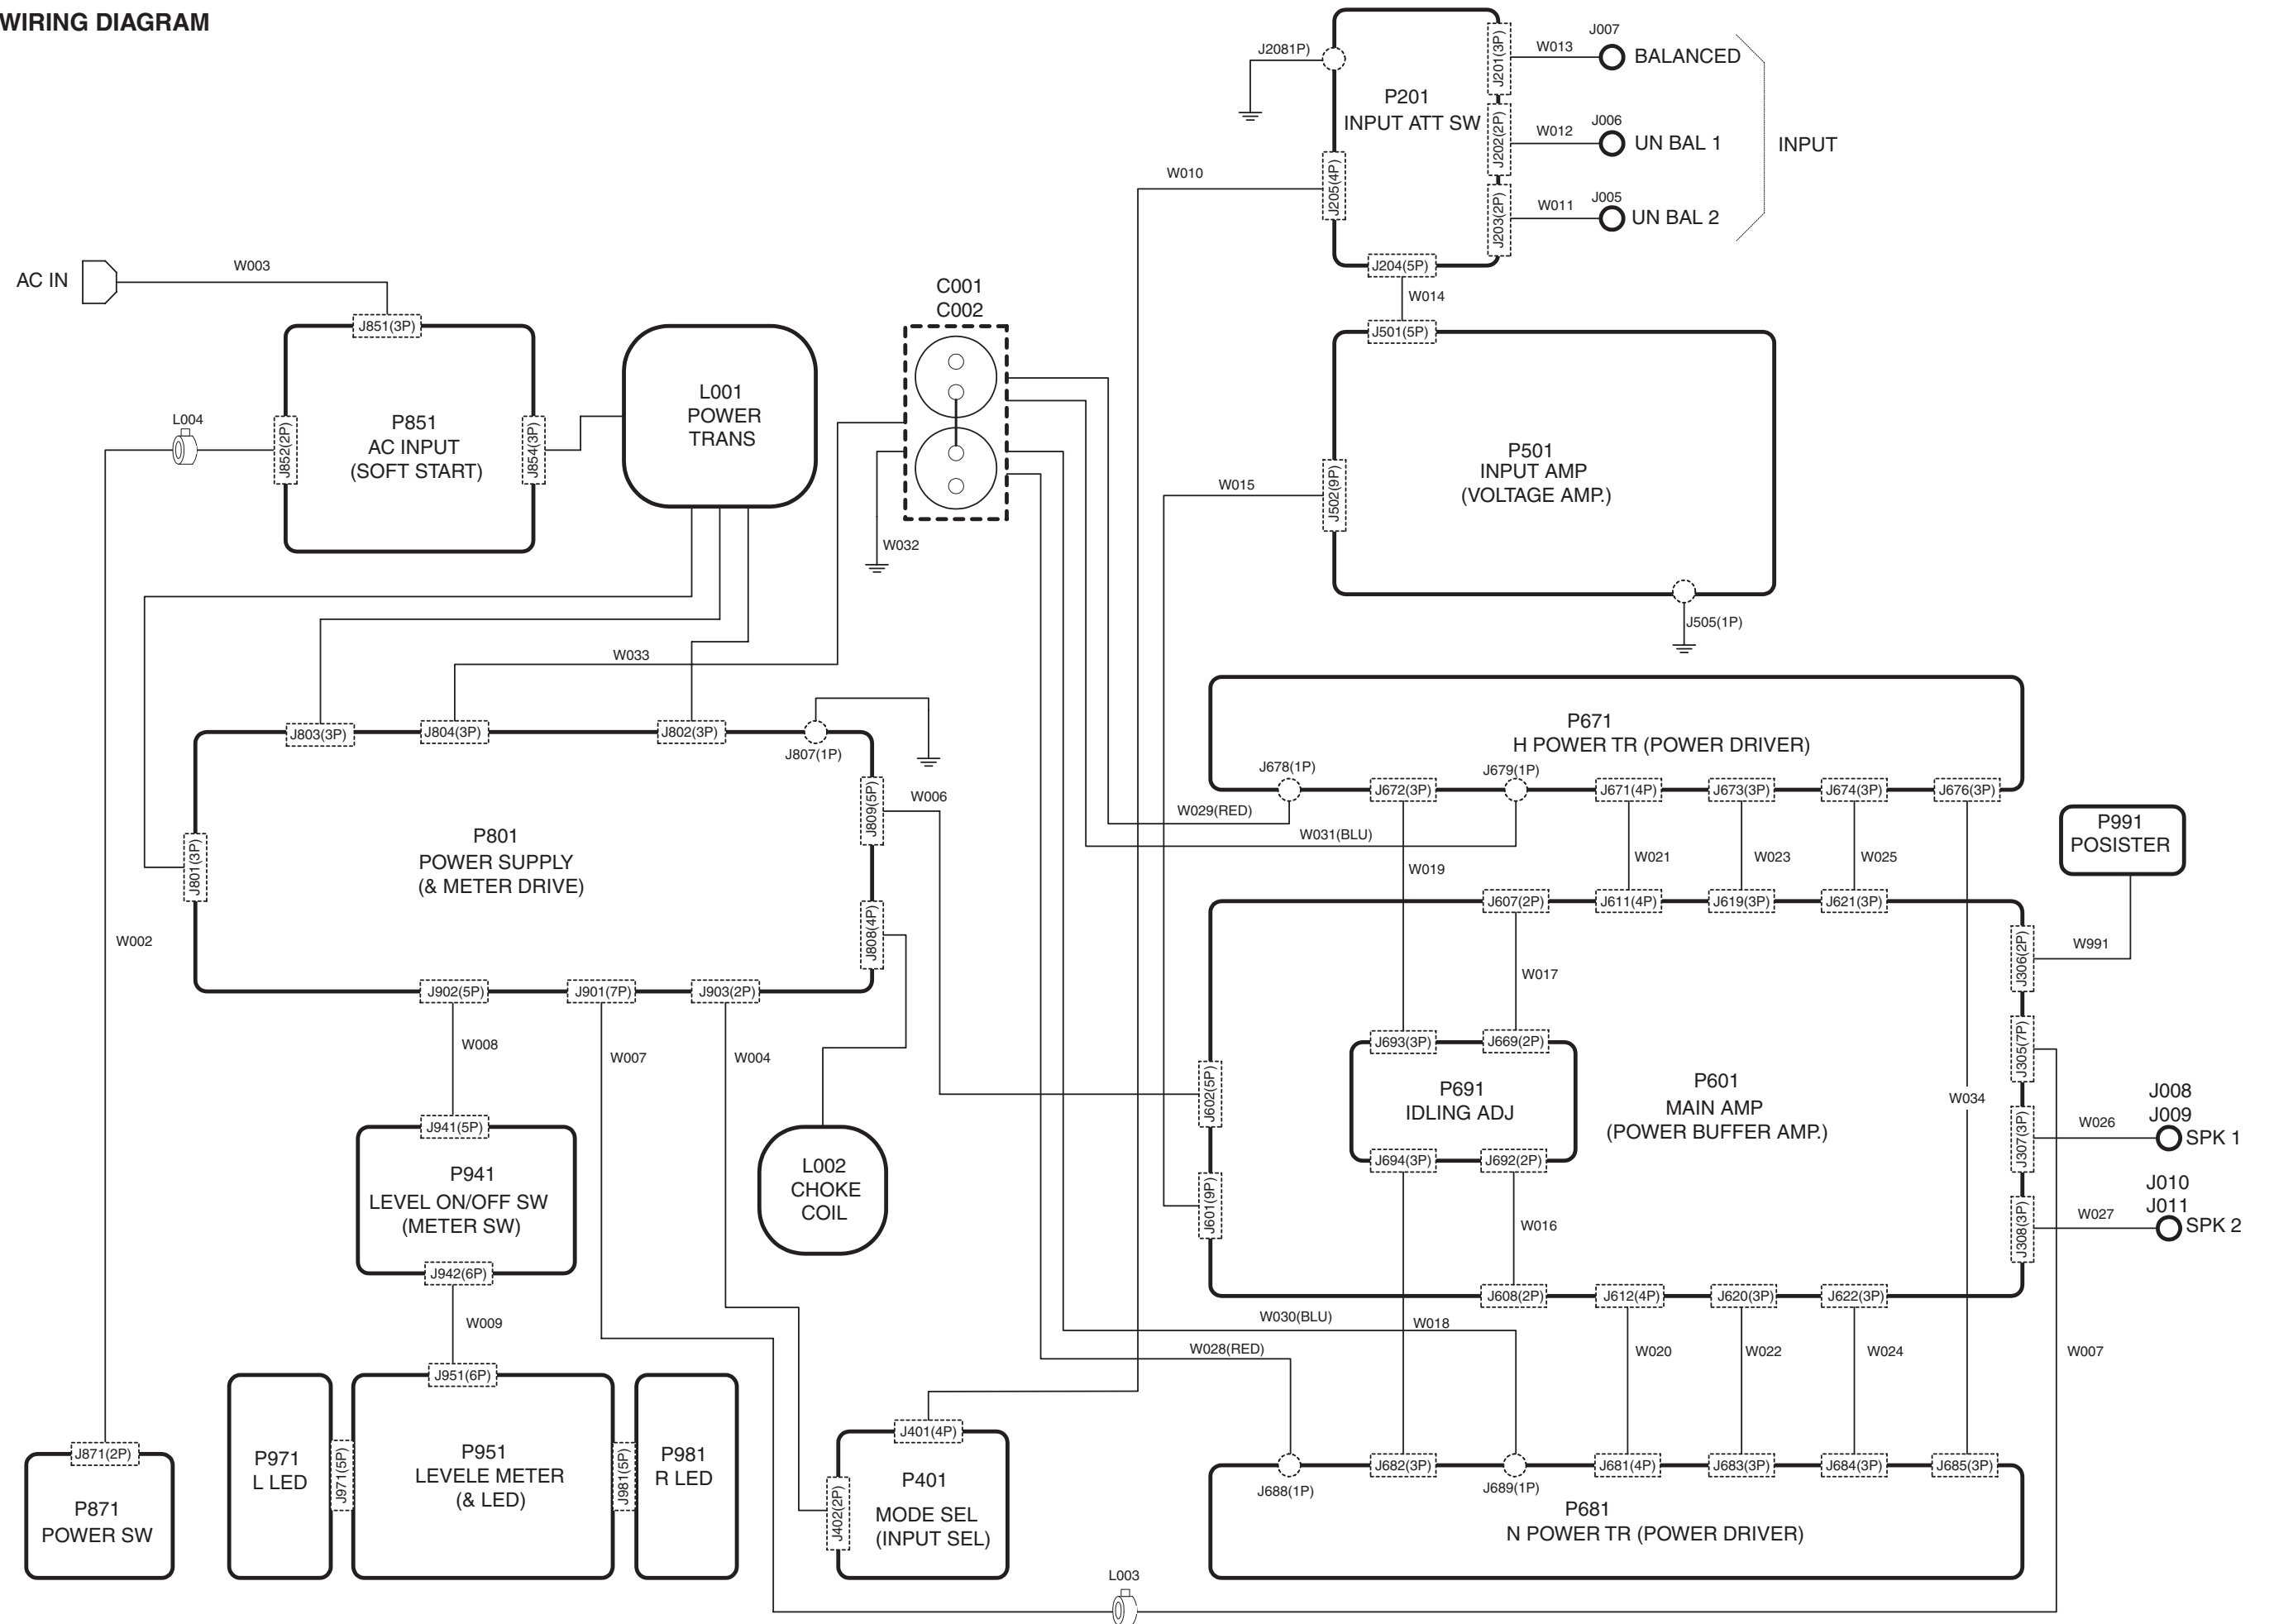 WIRING DIAGRAM
J2081P)
P201
INPUT ATT SW
J201(3P)
J202(2P)
J203(2P)
J205(4P)
J204(5P)
W013
J007
BALANCED
W012
J006
UN BAL 1
INPUT
W011
J005
UN BAL 2
W010
W014
AC IN
W003
J851(3P)
P851
AC INPUT
(SOFT START)
J852(2P)
J854(3P)
L004
L001
POWER
TRANS
C001
C002
W032
W033
J501(5P)
P501
INPUT AMP
(VOLTAGE AMP.)
J502(9P)
W015
J505(1P)
J803(3P)
J804(3P)
J802(3P)
J807(1P)
J809(5P)
W006
P801
POWER SUPPLY
(& METER DRIVE)
J801(3P)
J808(4P)
J902(5P)
J901(7P)
J903(2P)
W002
W008
W007
W004
P671
H POWER TR (POWER DRIVER)
J678(1P)
J672(3P)
J679(1P)
J671(4P)
J673(3P)
J674(3P)
J676(3P)
W029(RED)
W031(BLU)
W019
W021
W023
W025
P991
POSISTER
W991
J607(2P)
J611(4P)
J619(3P)
J621(3P)
J306(2P)
W017
J305(7P)
J693(3P)
J669(2P)
P691
IDLING ADJ
J694(3P)
J692(2P)
P601
MAIN AMP
(POWER BUFFER AMP.)
J602(5P)
J601(9P)
W034
J307(3P)
W026
J008
J009
SPK 1
J308(3P)
W027
J010
J011
SPK 2
W016
J608(2P)
J612(4P)
J620(3P)
J622(3P)
W030(BLU)
W018
W028(RED)
W020
W022
W024
W007
J941(5P)
P941
LEVEL ON/OFF SW
(METER SW)
J942(6P)
W009
L002
CHOKE
COIL
J951(6P)
P971
L LED
J971(5P)
P951
LEVELE METER
(& LED)
J981(5P)
P981
R LED
J871(2P)
P871
POWER SW
J401(4P)
P401
MODE SEL
(INPUT SEL)
J402(2P)
J688(1P)
J682(3P)
J689(1P)
J681(4P)
J683(3P)
J684(3P)
J685(3P)
P681
N POWER TR (POWER DRIVER)
L003